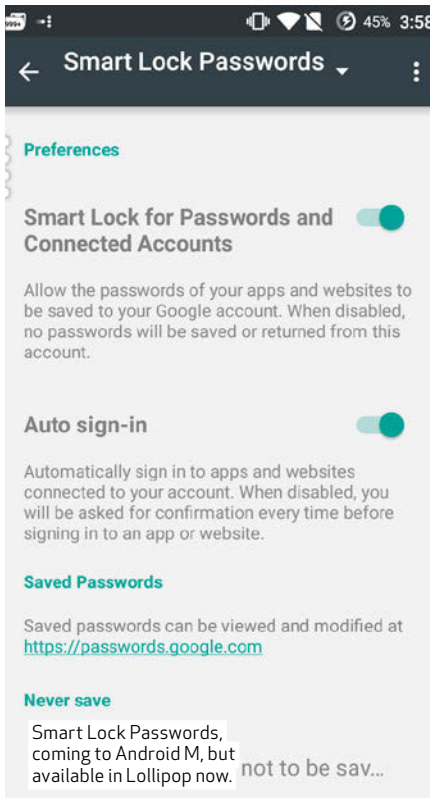 999+ 45% 3:58
Smart Lock Passwords
Preferences
Smart Lock for Passwords and
Connected Accounts
Allow the passwords of your apps and websites to
be saved to your Google account. When disabled,
no passwords will be saved or returned from this
account.
Auto sign-in
Automatically sign in to apps and websites
connected to your account. When disabled, you
will be asked for confirmation every time before
signing in to an app or website.
Saved Passwords
Saved passwords can be viewed and modified at
https://passwords.google.com
Never save
Smart Lock Passwords,
coming to Android M, but
available in Lollipop now.
not to be sav...